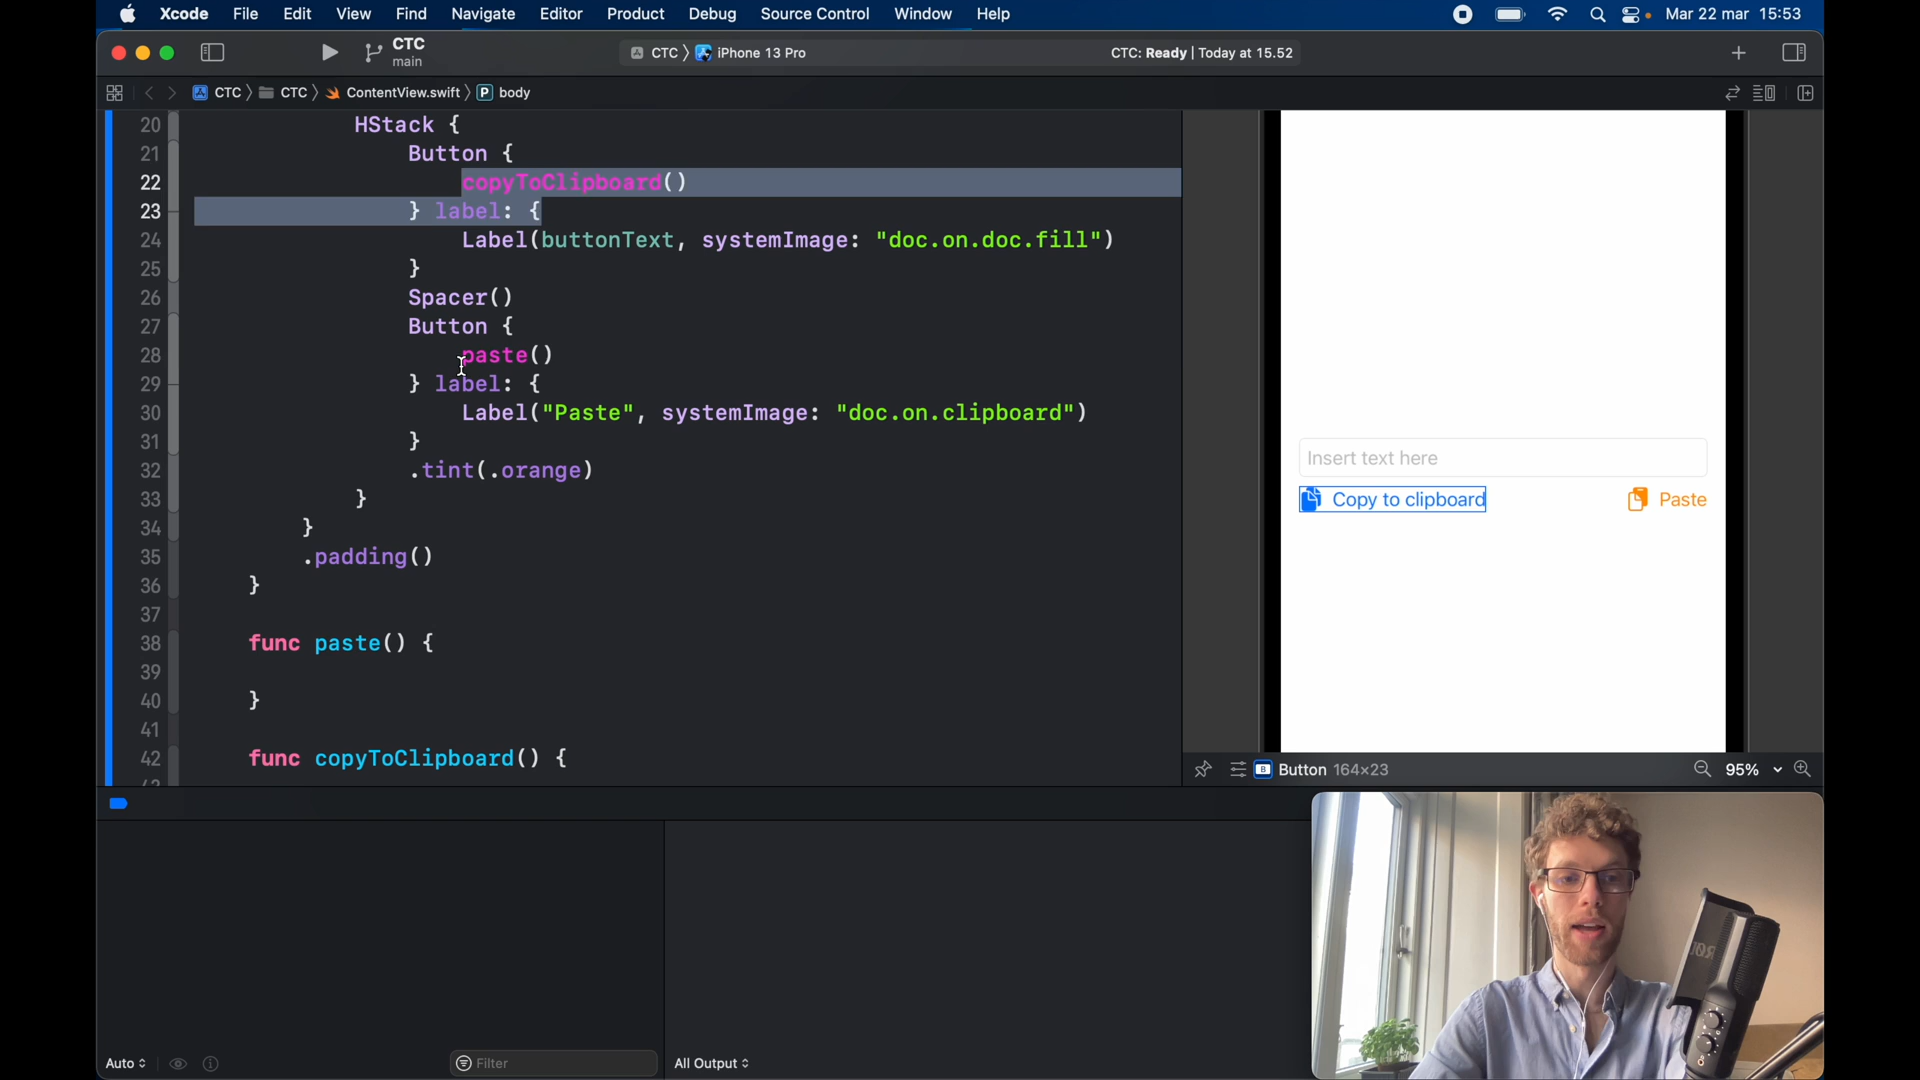 Xcode File Edit View Find Navigate Editor Product Debug Source Control Window Help Mar 22 mar 15:53
CTC
main
CTC iPhone 13 Pro
CTC: Ready | Today at 15.52
CTC CTC ContentView.swift P body
20 HStack {
21 Button {
22 copyToClipboard()
23 } label: {
24 Label(buttonText, systemImage: "doc.on.doc.fill")
25 }
26 Spacer()
27 Button {
28 paste()
29 } label: {
30 Label("Paste", systemImage: "doc.on.clipboard")
31 }
32 .tint(.orange)
33 }
34 }
35 .padding()
36 }
37
38 func paste() {
39
40 }
41
42 func copyToClipboard() {
Insert text here
Copy to clipboard Paste
B Button 164×23 95%
RØDE
Auto Filter All Output